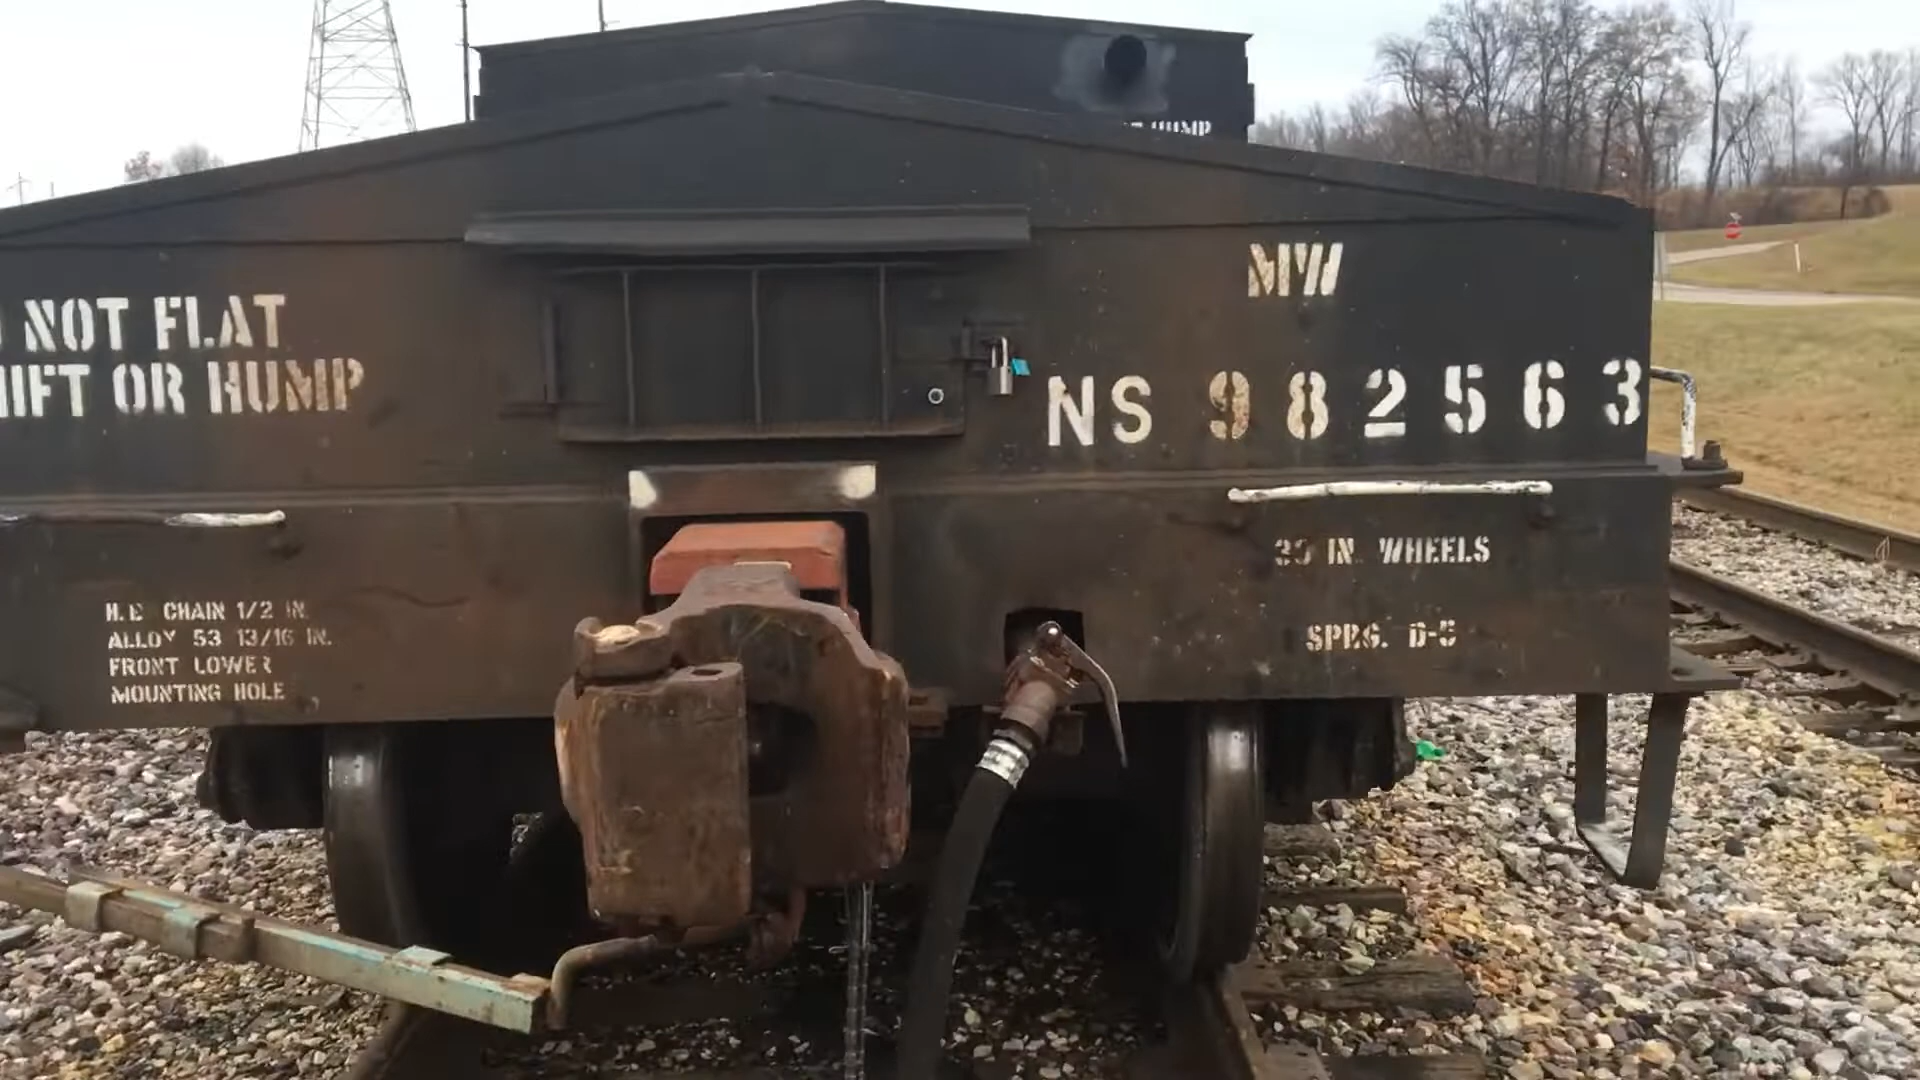 NOT FLAT
OR HUMP
MW
NS 982563
IN. WHEELS
SPRG.
H.E CHAIN 1/2 IN.
ALLOY 53 13/16 IN.
FRONT LOWER
MOUNTING HOLE
HUMP